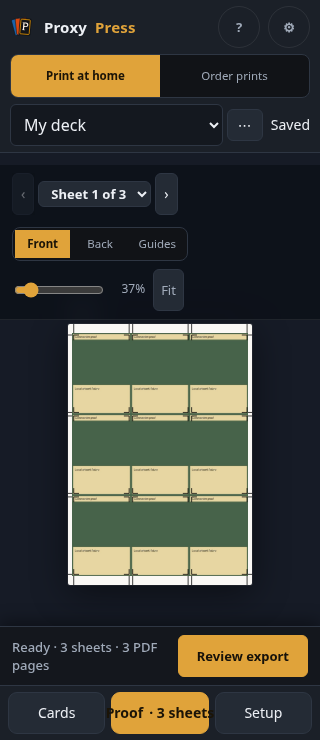 Proxy Press
?
Print at home
Order prints
My deck
Saved
Sheet 1 of 3
Front
Back
Guides
37%
Fit
Ready · 3 sheets · 3 PDF
pages
Review export
Cards
Proof · 3 sheets
Setup